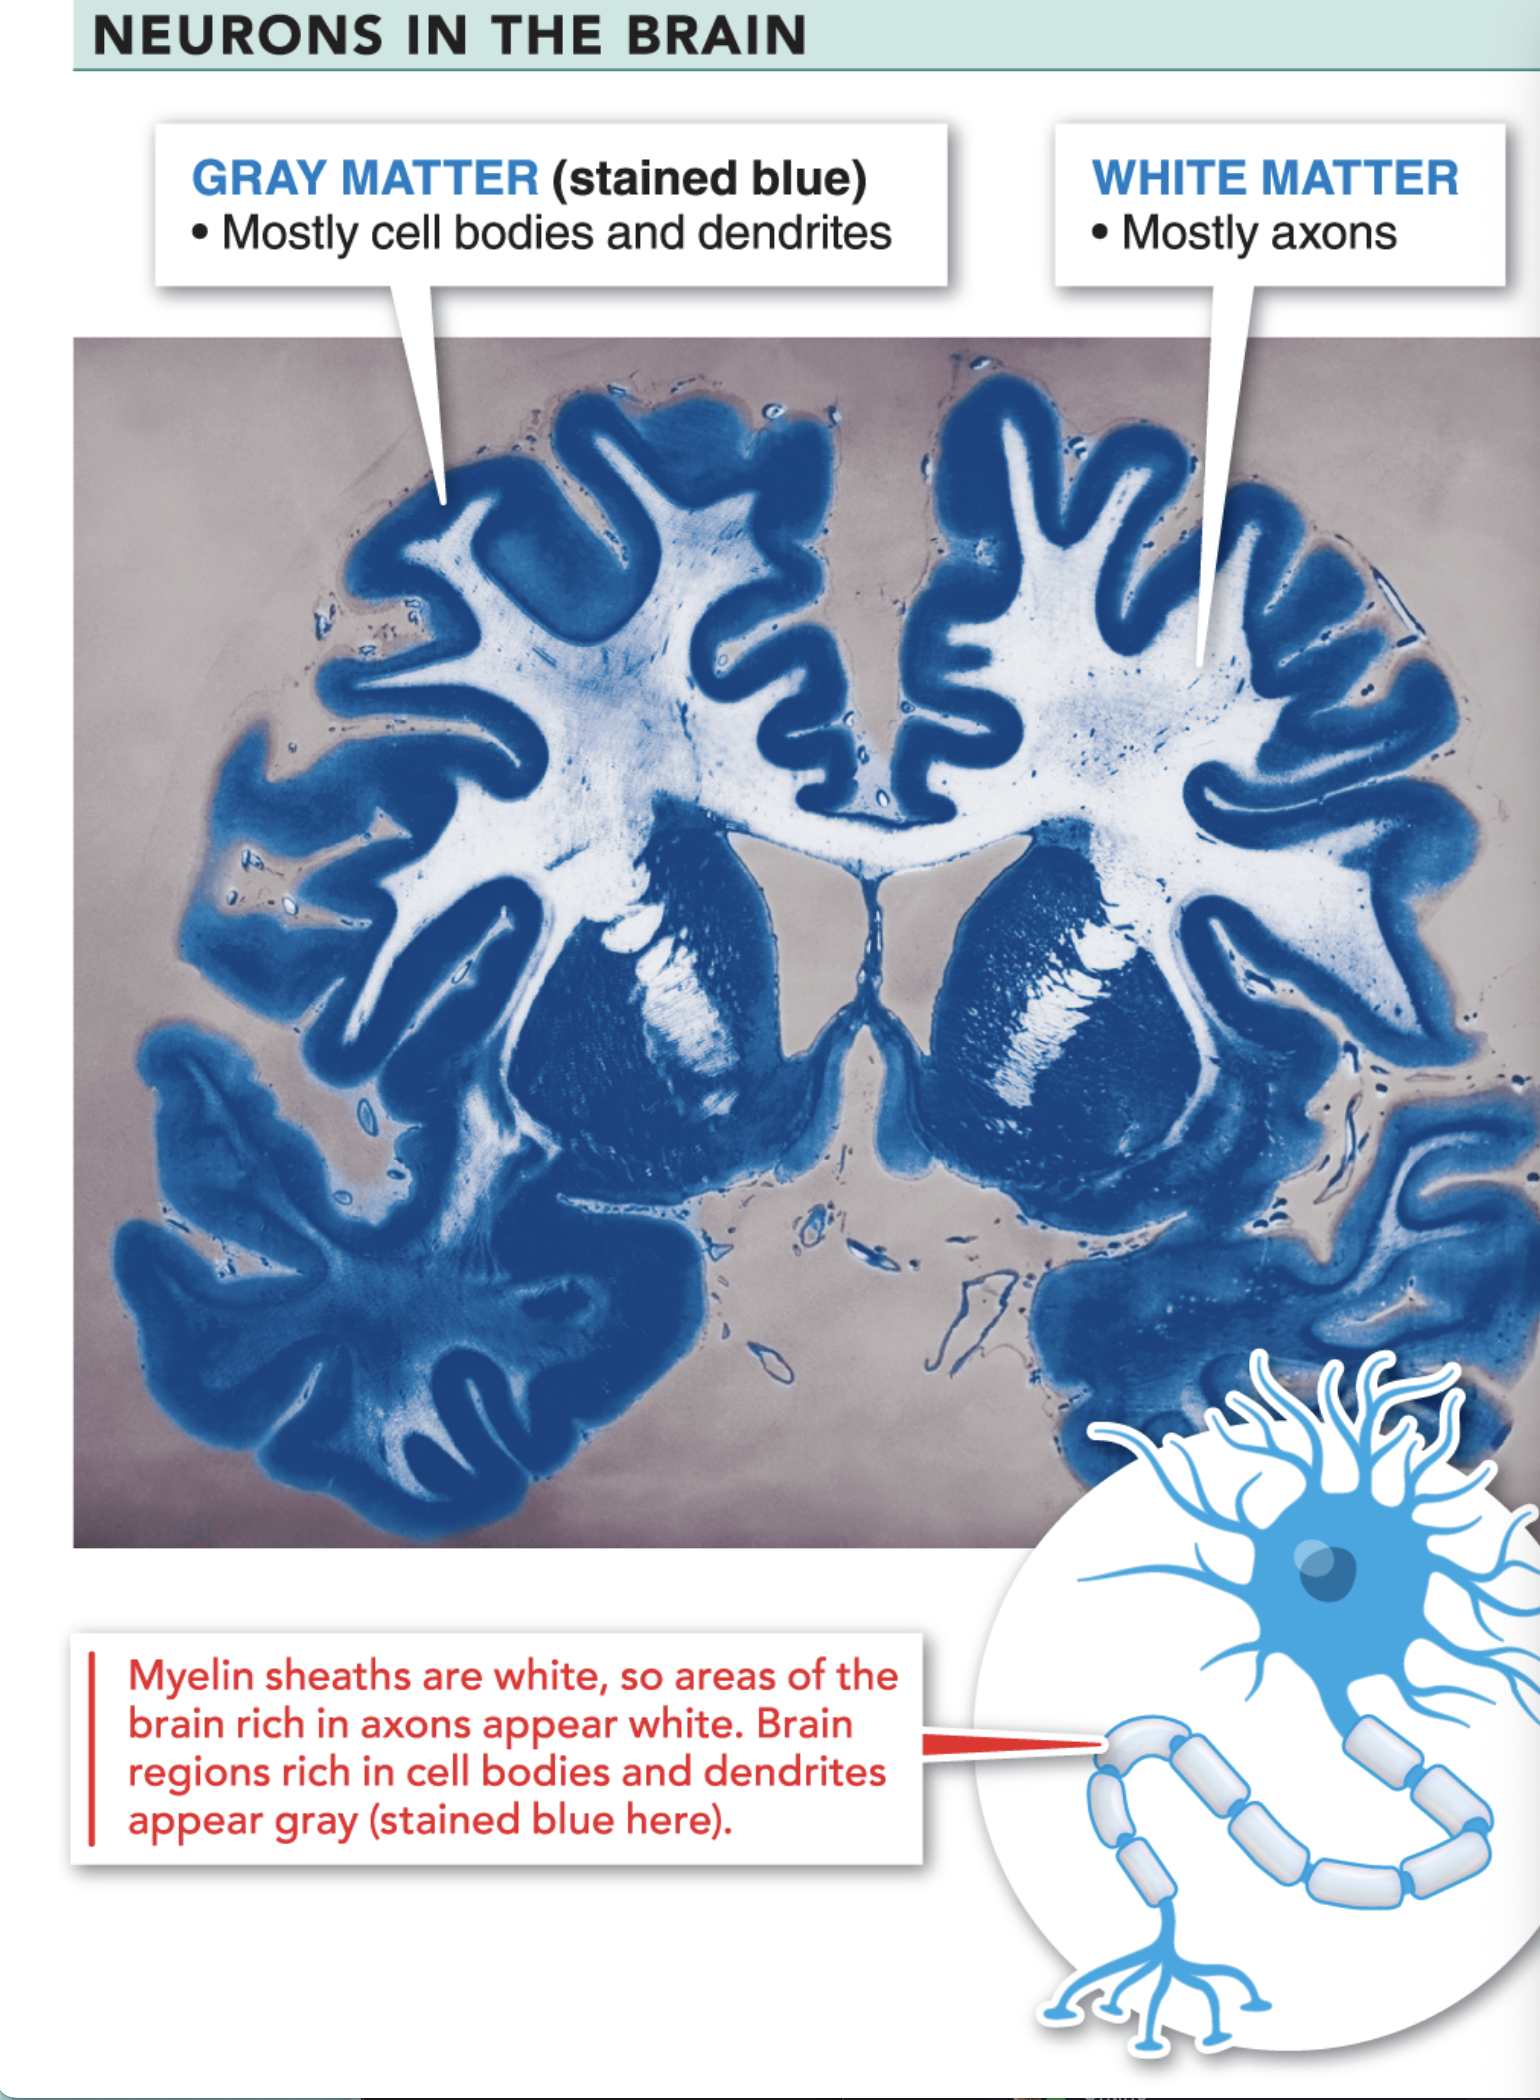 NEURONS IN THE BRAIN
GRAY MATTER (stained blue)
• Mostly cell bodies and dendrites
WHITE MATTER
• Mostly axons
Myelin sheaths are white, so areas of the
brain rich in axons appear white. Brain
regions rich in cell bodies and dendrites
appear gray (stained blue here).